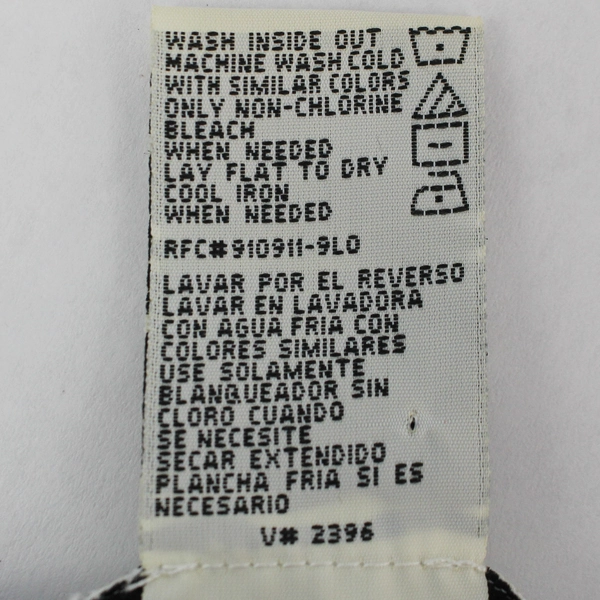 WASH INSIDE OUT
MACHINE WASH COLD
WITH SIMILAR COLORS
ONLY NON-CHLORINE
BLEACH
WHEN NEEDED
LAY FLAT TO DRY
COOL IRON
WHEN NEEDED
RFC#910911-9L0
LAVAR POR EL REVERSO
LAVAR EN LAVADORA
CON AGUA FRIA CON
COLORES SIMILARES
USE SOLAMENTE
BLANQUEADOR SIN
CLORO CUANDO
SE NECESITE
SECAR EXTENDIDO
PLANCHA FRIA SI ES
NECESARIO
V# 2396